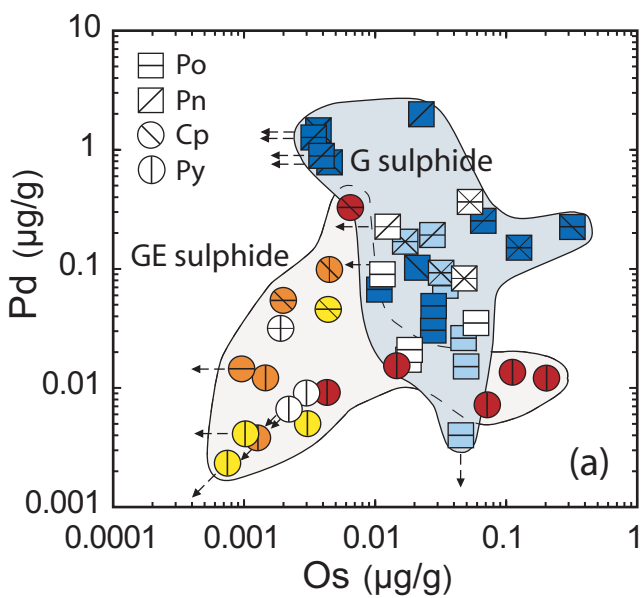 10
Po
Pn
Cp
Py
1
G sulphide
GE sulphide
0.1
Pd (µg/g)
0.01
(a)
0.001
0.0001
0.001
0.01
0.1
1
Os (µg/g)